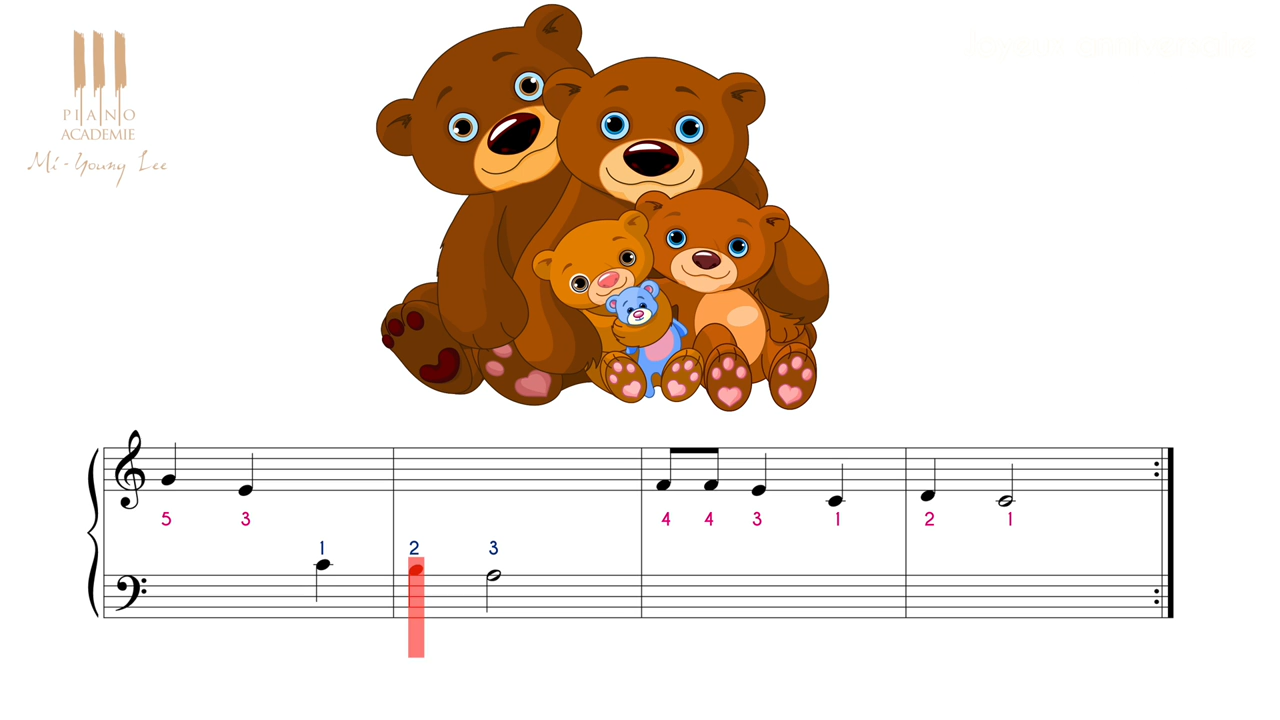 PIANO
ACADEMIE
Mi-Young Lee
5 3 4 4 3 1 2 1
1 2 3